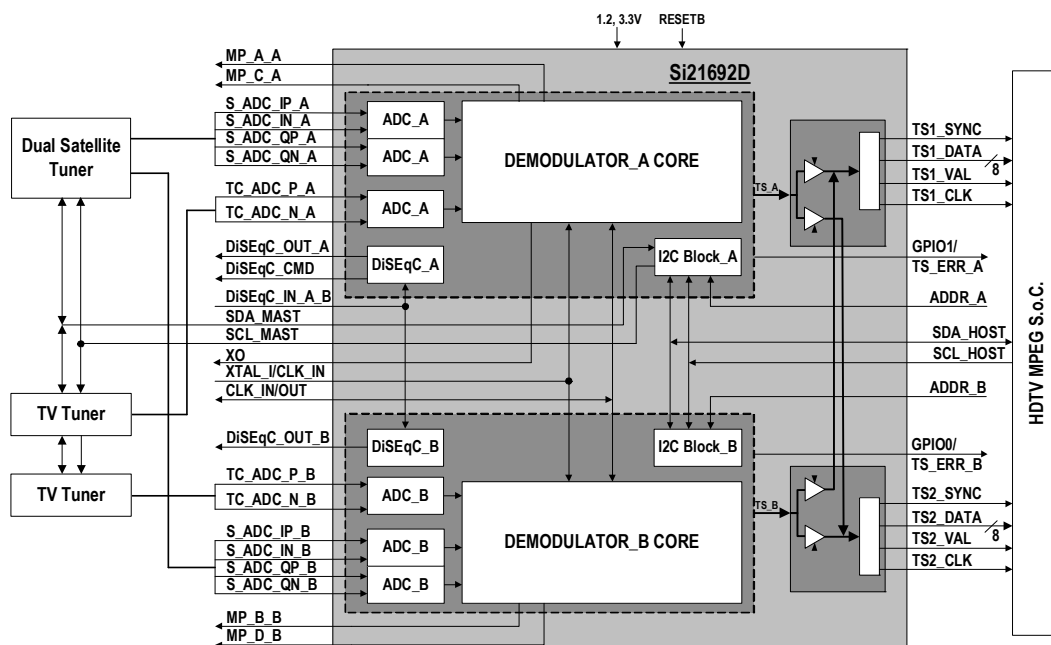 1.2, 3.3V
RESETB
MP_A_A
MP_C_A
Si21692D
S_ADC_IP_A
S_ADC_IN_A
S_ADC_QP_A
S_ADC_QN_A
ADC_A
ADC_A
DEMODULATOR_A CORE
Dual Satellite
Tuner
TC_ADC_P_A
TC_ADC_N_A
ADC_A
TS_A
TS1_SYNC
TS1_DATA
8
TS1_VAL
TS1_CLK
DiSEqC_OUT_A
DiSEqC_CMD
DiSEqC_A
I2C Block_A
GPIO1/
TS_ERR_A
DiSEqC_IN_A_B
ADDR_A
SDA_MAST
SCL_MAST
SDA_HOST
XO
SCL_HOST
XTAL_I/CLK_IN
CLK_IN/OUT
ADDR_B
HDTV MPEG S.o.C.
TV Tuner
DiSEqC_OUT_B
DiSEqC_B
I2C Block_B
GPIO0/
TS_ERR_B
TV Tuner
TC_ADC_P_B
TC_ADC_N_B
ADC_B
DEMODULATOR_B CORE
TS_B
TS2_SYNC
TS2_DATA
8
TS2_VAL
TS2_CLK
S_ADC_IP_B
S_ADC_IN_B
S_ADC_QP_B
S_ADC_QN_B
ADC_B
ADC_B
MP_B_B
MP_D_B